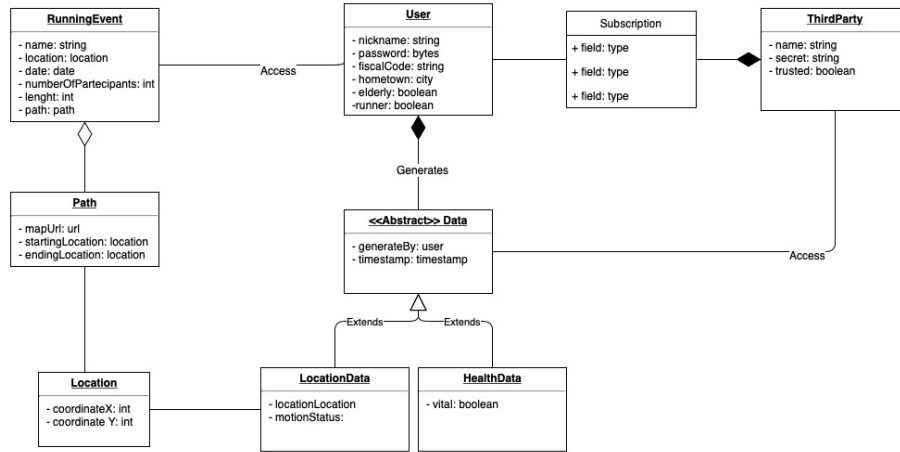 RunningEvent
- name: string
- location: location
- date: date
- numberOfPartecipants: int
- lenght: int
- path: path
Access
User
- nickname: string
- password: bytes
- fiscalCode: string
- hometown: city
- elderly: boolean
-runner: boolean
Subscription
+ field: type
+ field: type
+ field: type
ThirdParty
- name: string
- secret: string
- trusted: boolean
Generates
Path
- mapUrl: url
- startingLocation: location
- endingLocation: location
<<Abstract>> Data
- generateBy: user
- timestamp: timestamp
Access
Extends
Extends
Location
- coordinateX: int
- coordinate Y: int
LocationData
- locationLocation
- motionStatus:
HealthData
- vital: boolean